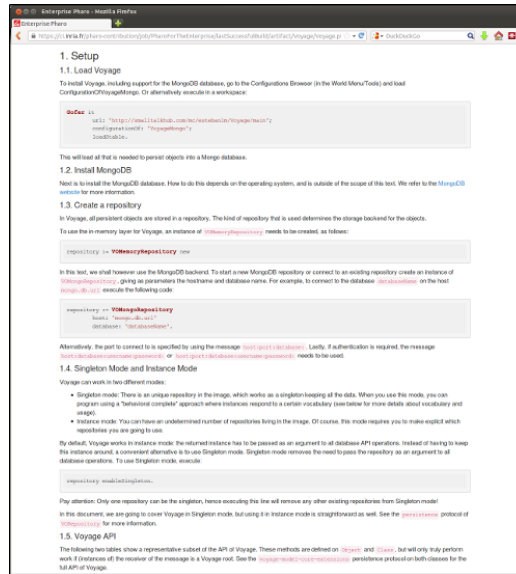 Enterprise Pharo - Mozilla Firefox
Enterprise Pharo
https://ci.inria.fr/pharo-contribution/job/PharoForTheEnterprise/lastSuccessfulBuild/artifact/Voyage/Voyage.p
DuckDuckGo
1. Setup
1.1. Load Voyage
To install Voyage, including support for the MongoDB database, go to the Configurations Browser (in the World Menu/Tools) and load
ConfigurationOfVoyageMongo. Or alternatively execute in a workspace:
Gofer it
url: 'http://smalltalkhub.com/mc/estebanlm/Voyage/main';
configurationOf: 'VoyageMongo';
loadStable.
This will load all that is needed to persist objects into a Mongo database.
1.2. Install MongoDB
Next is to install the MongoDB database. How to do this depends on the operating system, and is outside of the scope of this text. We refer to the MongoDB
website for more information.
1.3. Create a repository
In Voyage, all persistent objects are stored in a repository. The kind of repository that is used determines the storage backend for the objects.
To use the in-memory layer for Voyage, an instance of VOMemoryRepository needs to be created, as follows:
repository := VOMemoryRepository new
In this text, we shall however use the MongoDB backend. To start a new MongoDB repository or connect to an existing repository create an instance of
VOMongoRepository, giving as parameters the hostname and database name. For example, to connect to the database databaseName on the host
mongo.db.url execute the following code:
repository := VOMongoRepository
host: 'mongo.db.url'
database: 'databaseName'.
Alternatively, the port to connect to is specified by using the message host:port:database:. Lastly, if authentication is required, the message
host:database:username:password: or host:port:database:username:password: needs to be used.
1.4. Singleton Mode and Instance Mode
Voyage can work in two different modes:
• Singleton mode: There is an unique repository in the image, which works as a singleton keeping all the data. When you use this mode, you can
program using a "behavioral complete" approach where instances respond to a certain vocabulary (see below for more details about vocabulary and
usage).
• Instance mode: You can have an undetermined number of repositories living in the image. Of course, this mode requires you to make explicit which
repositories you are going to use.
By default, Voyage works in instance mode: the returned instance has to be passed as an argument to all database API operations. Instead of having to keep
this instance around, a convenient alternative is to use Singleton mode. Singleton mode removes the need to pass the repository as an argument to all
database operations. To use Singleton mode, execute:
repository enableSingleton.
Pay attention: Only one repository can be the singleton, hence executing this line will remove any other existing repositories from Singleton mode!
In this document, we are going to cover Voyage in Singleton mode, but using it in Instance mode is straightforward as well. See the persistence protocol of
VORepository for more information.
1.5. Voyage API
The following two tables show a representative subset of the API of Voyage. These methods are defined on Object and Class, but will only truly perform
work if (instances of) the receiver of the message is a Voyage root. See the voyage-model-core-extensions persistence protocol on both classes for the
full API of Voyage.